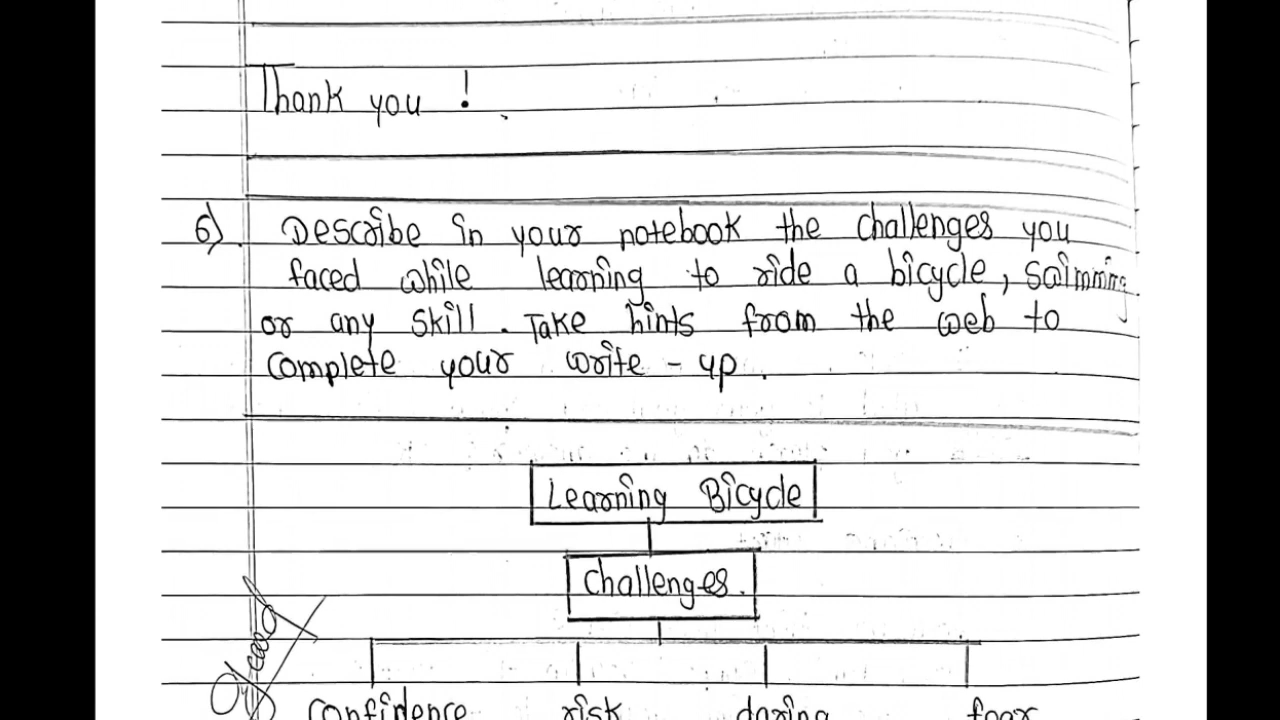 Thank you !
6) Describe in your notebook the challenges you
faced while learning to ride a bicycle, swimming
or any skill. Take hints from the web to
complete your write - up.
Learning Bicycle
Challenges.
confidence risk daring fear